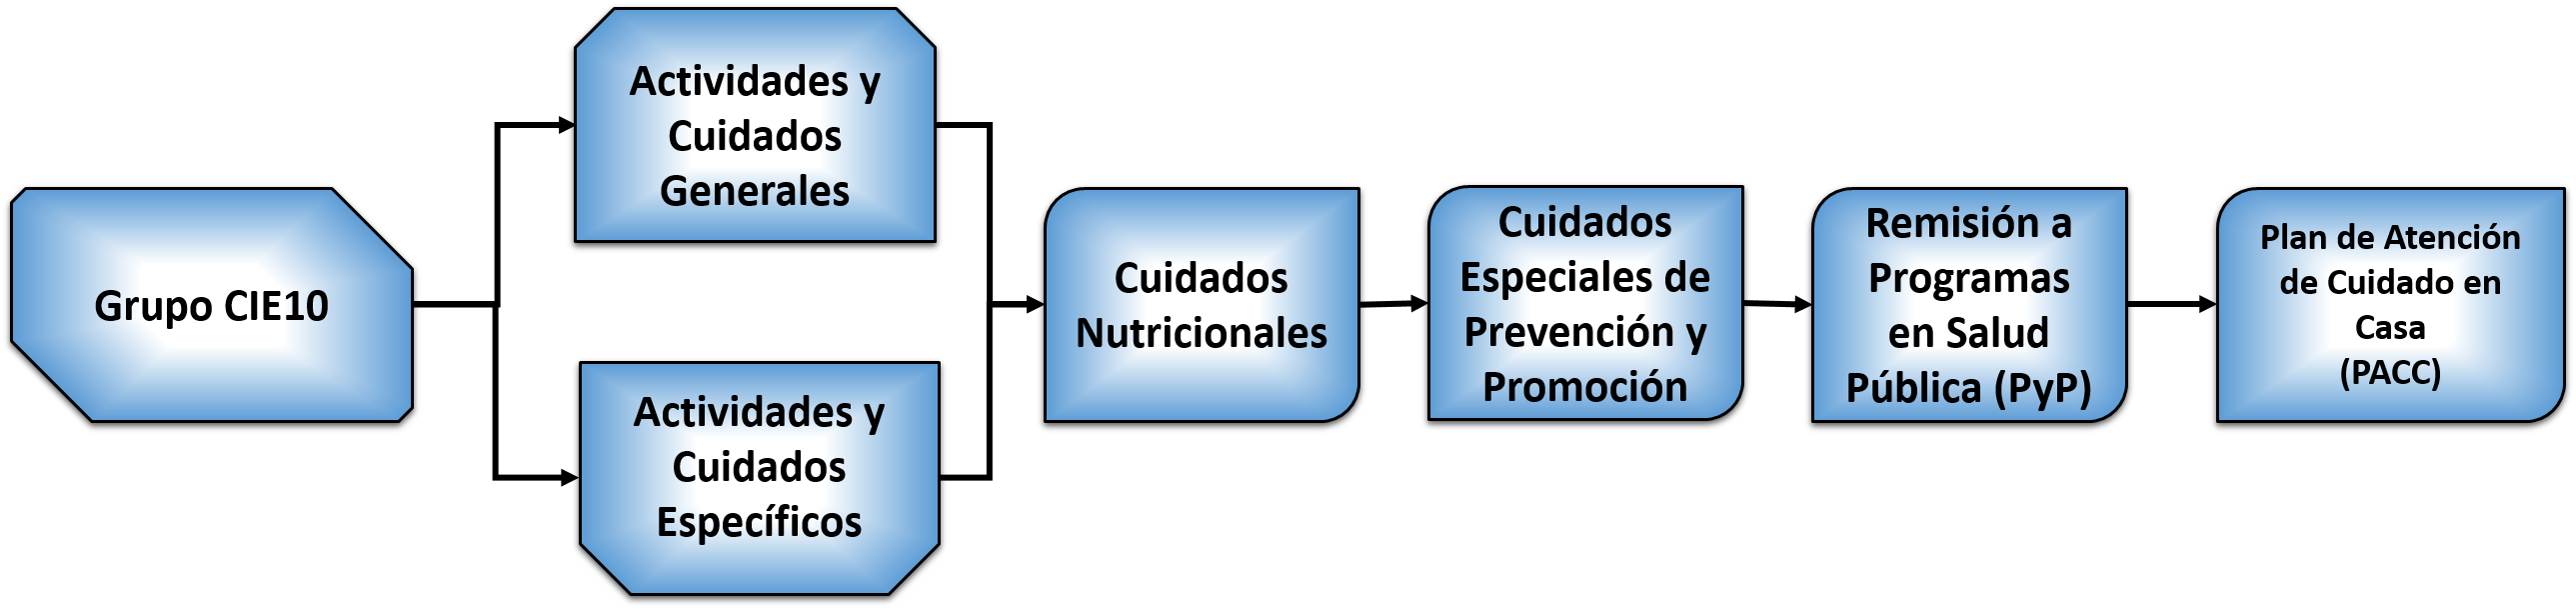 Grupo CIE10
Actividades y
Cuidados
Generales
Actividades y
Cuidados
Específicos
Cuidados
Nutricionales
Cuidados
Especiales de
Prevención y
Promoción
Remisión a
Programas
en Salud
Pública (PyP)
Plan de Atención
de Cuidado en
Casa
(PACC)